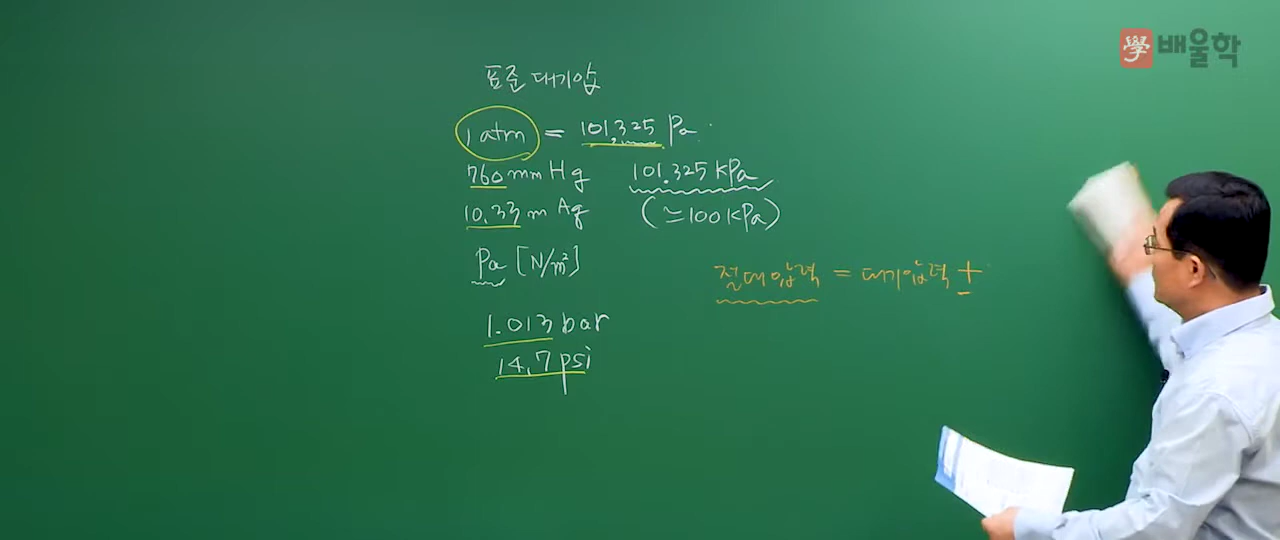 學 배울학
표준대기압
1 atm = 101,325 Pa
760 mm Hg 101.325 kPa
10.33 m Aq (≃100 kPa)
Pa [N/m²]
절대압력 = 대기압력 ±
1.013 bar
14.7 psi